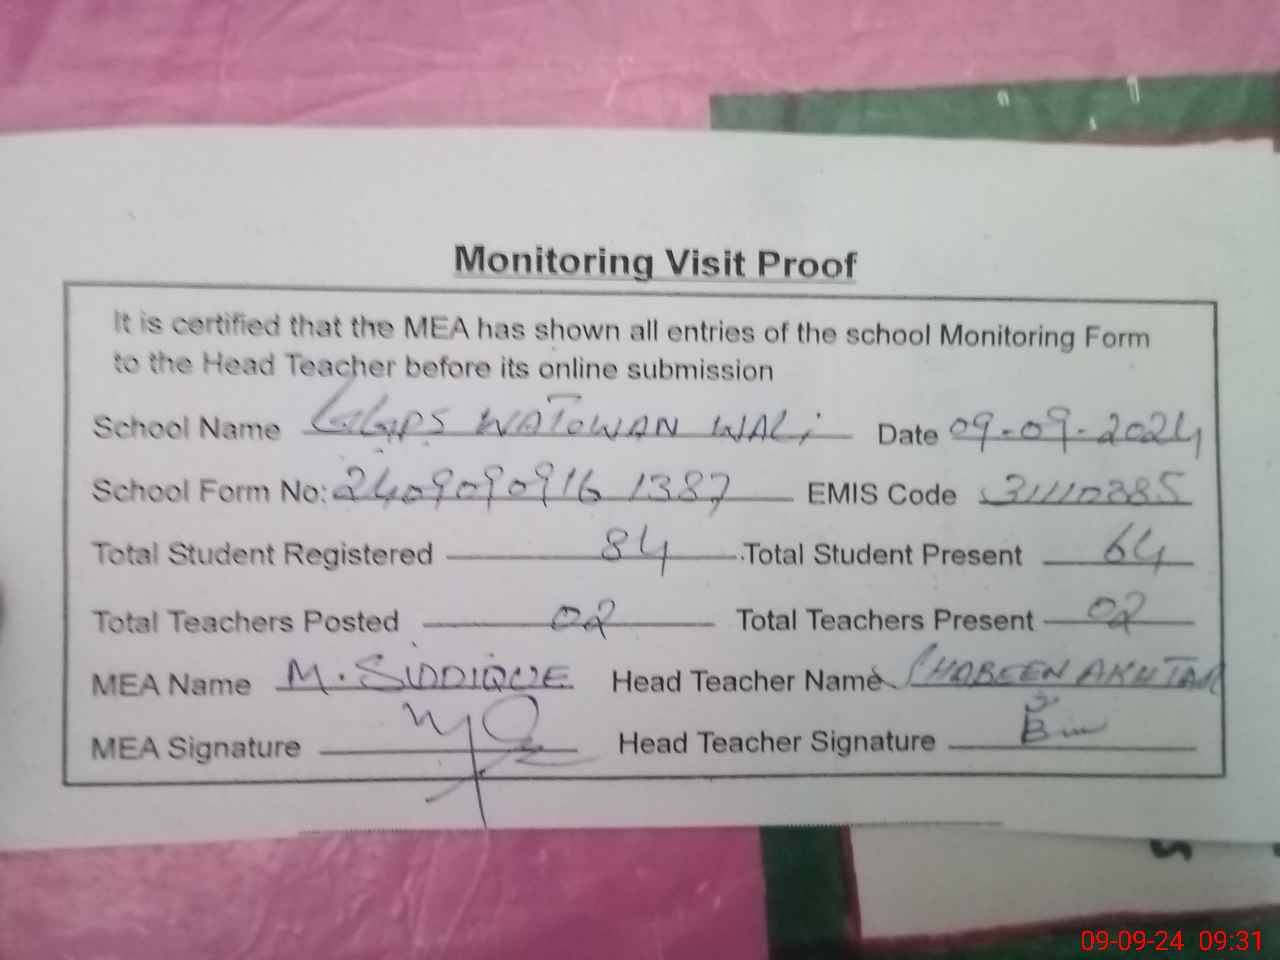 Monitoring Visit Proof
It is certified that the MEA has shown all entries of the school Monitoring Form
to the Head Teacher before its online submission
School Name GGPS WATOWAN WALI Date 09-09-2024
School Form No: 24090909161387 EMIS Code 31110385
Total Student Registered 84 Total Student Present 64
Total Teachers Posted 02 Total Teachers Present 02
MEA Name M. SIDDIQUE Head Teacher Name AKHTAR
MEA Signature Head Teacher Signature
09-09-24 09:31